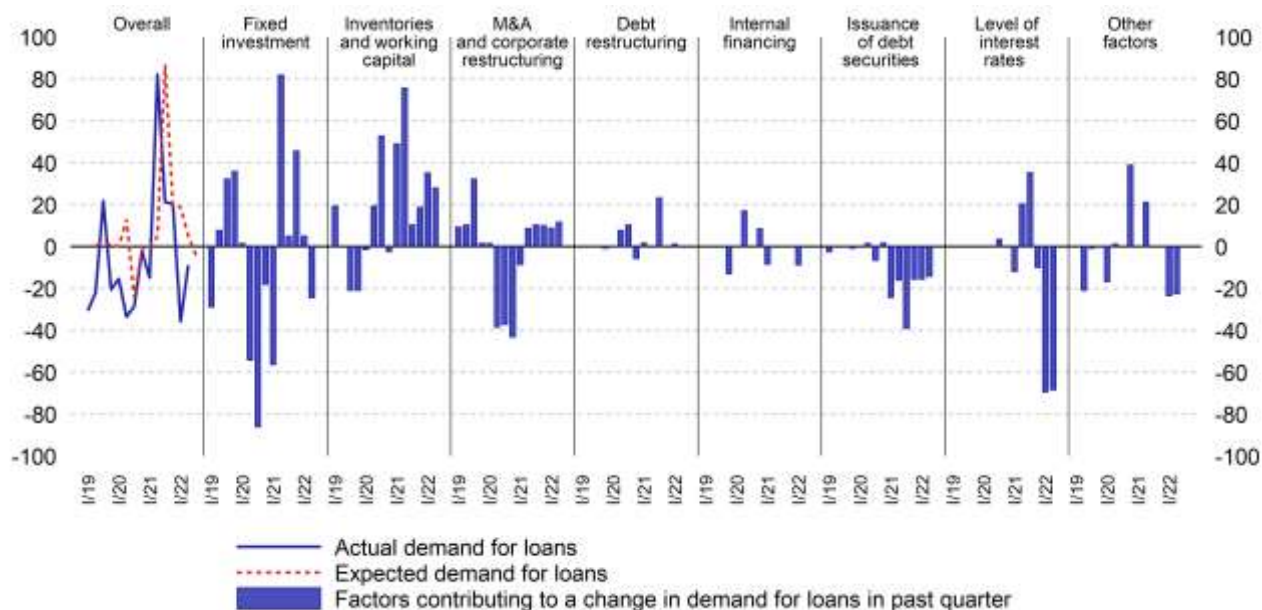 Overall
Fixed
investment
Inventories
and working
capital
M&A
and corporate
restructuring
Debt
restructuring
Internal
financing
Issuance
of debt
securities
Level of
interest
rates
Other
factors
100 100
80 80
60 60
40 40
20 20
0 0
-20 -20
-40 -40
-60 -60
-80 -80
-100 -100
I/19 I/20 I/21 I/22 I/19 I/20 I/21 I/22 I/19 I/20 I/21 I/22 I/19 I/20 I/21 I/22 I/19 I/20 I/21 I/22 I/19 I/20 I/21 I/22 I/19 I/20 I/21 I/22 I/19 I/20 I/21 I/22 I/19 I/20 I/21 I/22
Actual demand for loans
Expected demand for loans
Factors contributing to a change in demand for loans in past quarter